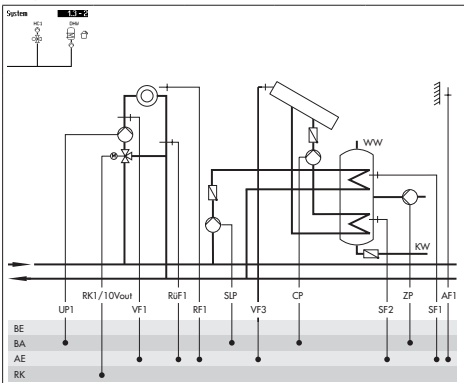 System 1.3 - 2
HC1 DHW
WW
KW
RK1/10Vout RüF1 SLP CP ZP AF1
UP1 VF1 RF1 VF3 SF2 SF1
BE
BA
AE
RK